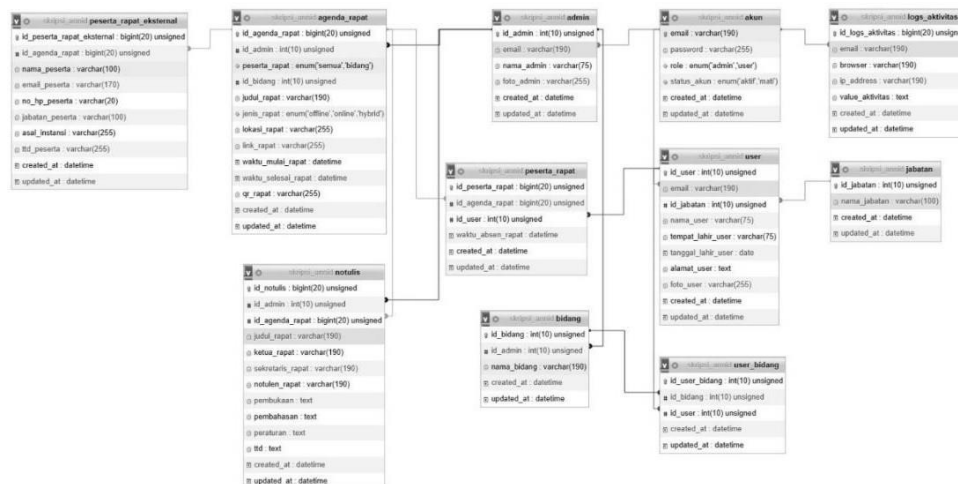 skripsi_annid peserta_rapat_eksternal
id_peserta_rapat_eksternal : bigint(20) unsigned
id_agenda_rapat : bigint(20) unsigned
nama_peserta : varchar(100)
email_peserta : varchar(170)
no_hp_peserta : varchar(20)
jabatan_peserta : varchar(100)
asal_instansi : varchar(255)
ttd_peserta : varchar(255)
created_at : datetime
updated_at : datetime
agenda_rapat
id_agenda_rapat : bigint(20) unsigned
id_admin : int(10) unsigned
peserta_rapat : enum('semua','bidang')
id_bidang : int(10) unsigned
judul_rapat : varchar(190)
jenis_rapat : enum('offline','online','hybrid')
lokasi_rapat : varchar(255)
link_rapat : varchar(255)
waktu_mulai_rapat : datetime
waktu_selesai_rapat : datetime
qr_rapat : varchar(255)
created_at : datetime
updated_at : datetime
admin
id_admin : int(10) unsigned
email : varchar(190)
nama_admin : varchar(75)
foto_admin : varchar(255)
created_at : datetime
updated_at : datetime
akun
email : varchar(190)
password : varchar(255)
role : enum('admin','user')
status_akun : enum('aktif','mati')
created_at : datetime
updated_at : datetime
logs_aktivitas
id_logs_aktivitas : bigint(20)
email : varchar(190)
browser : varchar(190)
ip_address : varchar(190)
value_aktivitas : text
created_at : datetime
updated_at : datetime
peserta_rapat
id_peserta_rapat : bigint(20) unsigned
id_agenda_rapat : bigint(20) unsigned
id_user : int(10) unsigned
waktu_absen_rapat : datetime
created_at : datetime
updated_at : datetime
user
id_user : int(10) unsigned
email : varchar(190)
id_jabatan : int(10) unsigned
nama_user : varchar(75)
tempat_lahir_user : varchar(75)
tanggal_lahir_user : date
alamat_user : text
foto_user : varchar(255)
created_at : datetime
updated_at : datetime
jabatan
id_jabatan : int(10) unsigned
nama_jabatan : varchar(100)
created_at : datetime
updated_at : datetime
notulis
id_notulis : bigint(20) unsigned
id_admin : int(10) unsigned
id_agenda_rapat : bigint(20) unsigned
judul_rapat : varchar(190)
ketua_rapat : varchar(190)
sekretaris_rapat : varchar(190)
notulen_rapat : varchar(190)
pembukaan : text
pembahasan : text
peraturan : text
ttd : text
created_at : datetime
updated_at : datetime
bidang
id_bidang : int(10) unsigned
id_admin : int(10) unsigned
nama_bidang : varchar(190)
created_at : datetime
updated_at : datetime
user_bidang
id_user_bidang : int(10) unsigned
id_bidang : int(10) unsigned
id_user : int(10) unsigned
created_at : datetime
updated_at : datetime